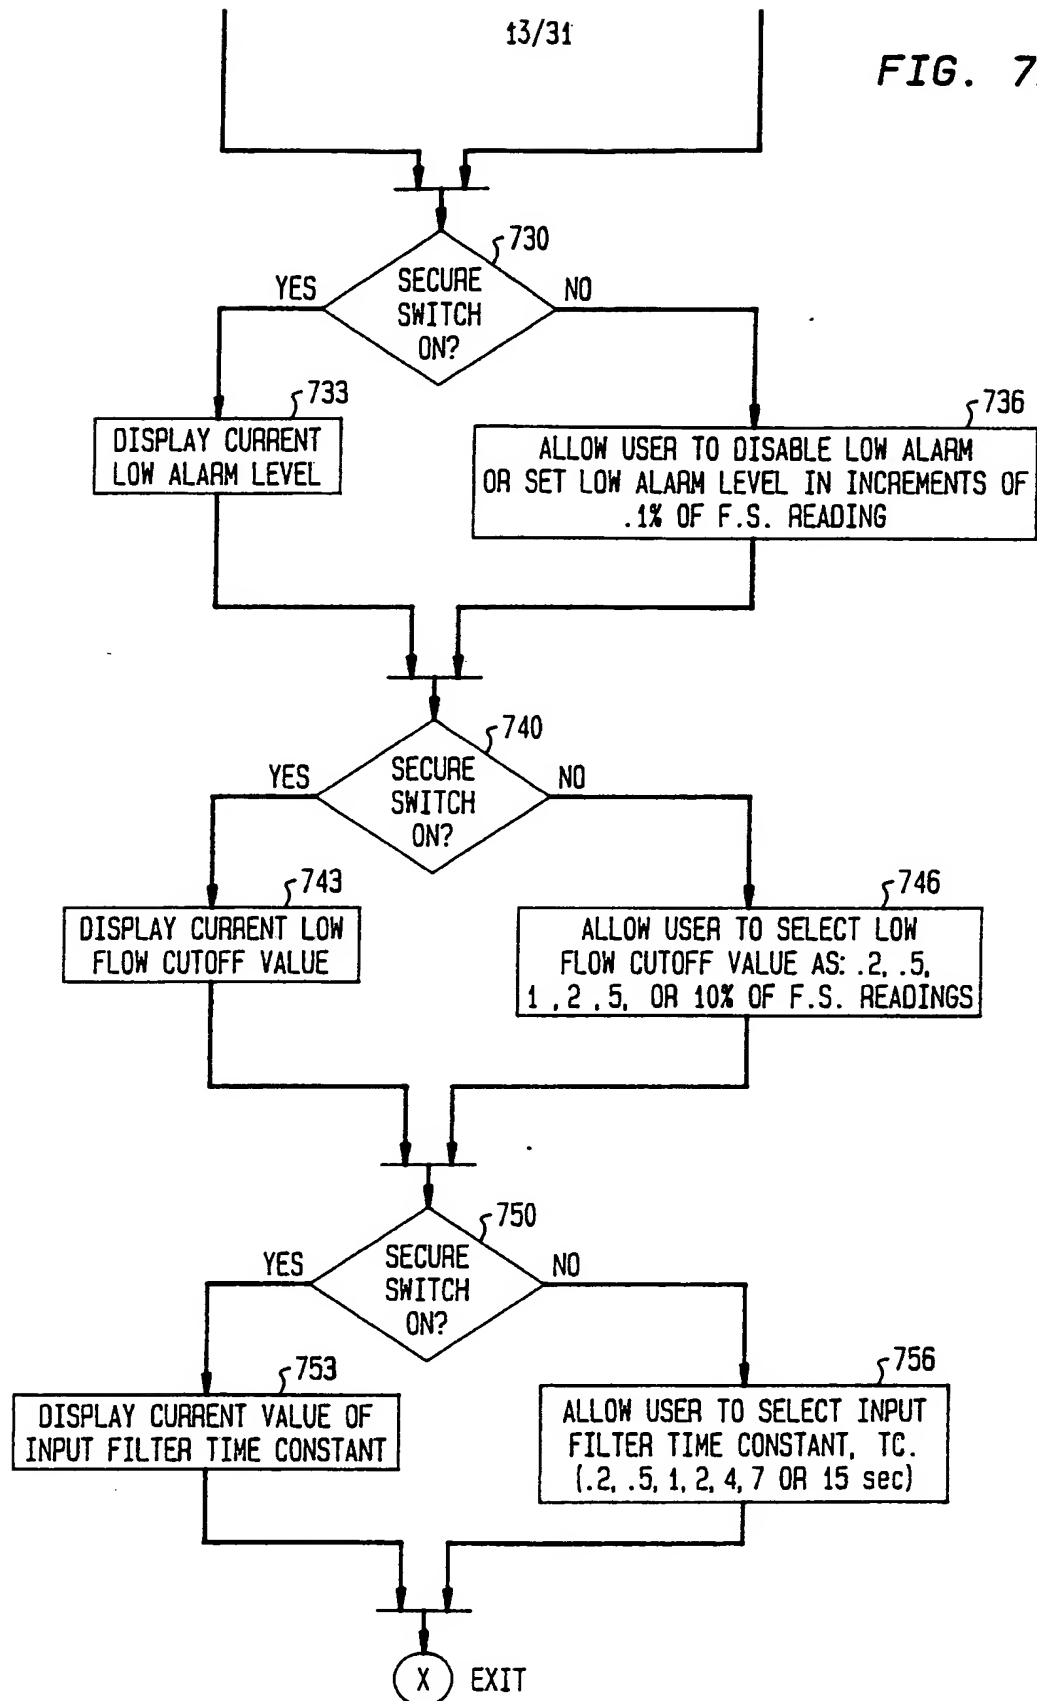 13/31
FIG. 7
730
YES
SECURE
SWITCH
ON?
NO
733
DISPLAY CURRENT
LOW ALARM LEVEL
736
ALLOW USER TO DISABLE LOW ALARM
OR SET LOW ALARM LEVEL IN INCREMENTS OF
.1% OF F.S. READING
740
YES
SECURE
SWITCH
ON?
NO
743
DISPLAY CURRENT LOW
FLOW CUTOFF VALUE
746
ALLOW USER TO SELECT LOW
FLOW CUTOFF VALUE AS: .2, .5,
1 , 2 , 5, OR 10% OF F.S. READINGS
750
YES
SECURE
SWITCH
ON?
NO
753
DISPLAY CURRENT VALUE OF
INPUT FILTER TIME CONSTANT
756
ALLOW USER TO SELECT INPUT
FILTER TIME CONSTANT, TC.
(.2, .5, 1, 2, 4, 7 OR 15 sec)
X EXIT